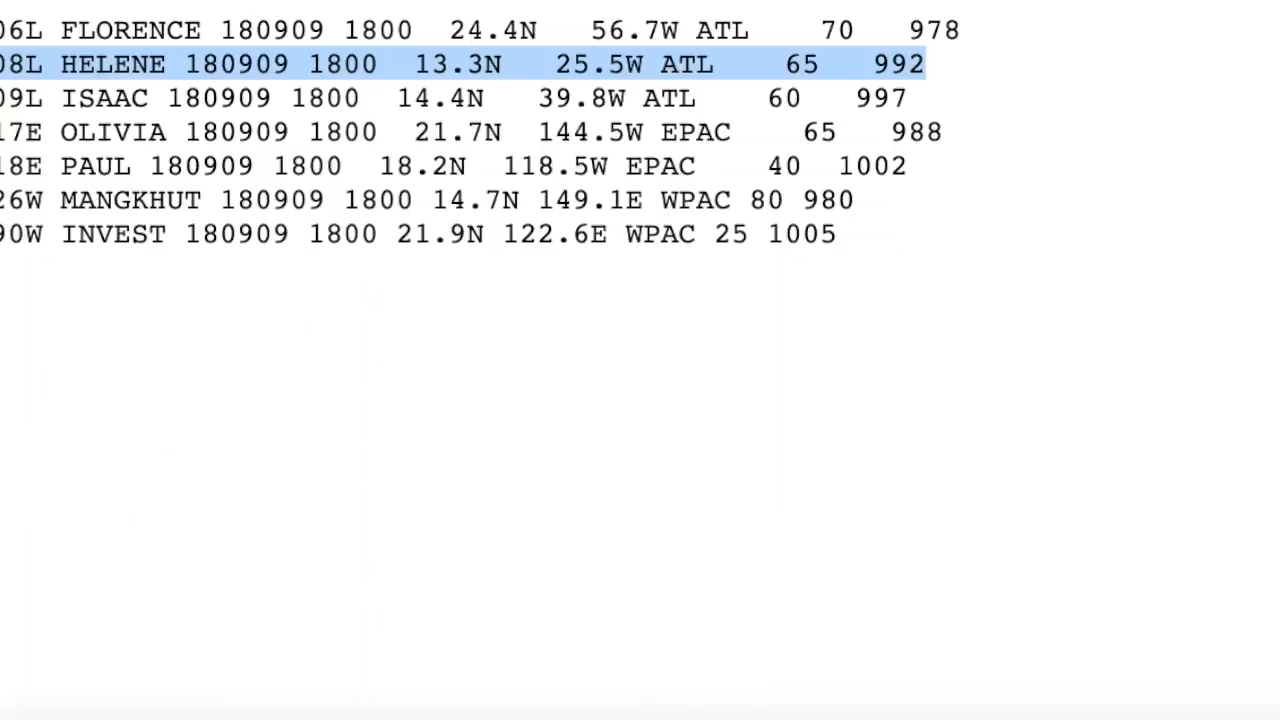 06L FLORENCE 180909 1800 24.4N 56.7W ATL 70 978
08L HELENE 180909 1800 13.3N 25.5W ATL 65 992
09L ISAAC 180909 1800 14.4N 39.8W ATL 60 997
17E OLIVIA 180909 1800 21.7N 144.5W EPAC 65 988
18E PAUL 180909 1800 18.2N 118.5W EPAC 40 1002
26W MANGKHUT 180909 1800 14.7N 149.1E WPAC 80 980
90W INVEST 180909 1800 21.9N 122.6E WPAC 25 1005